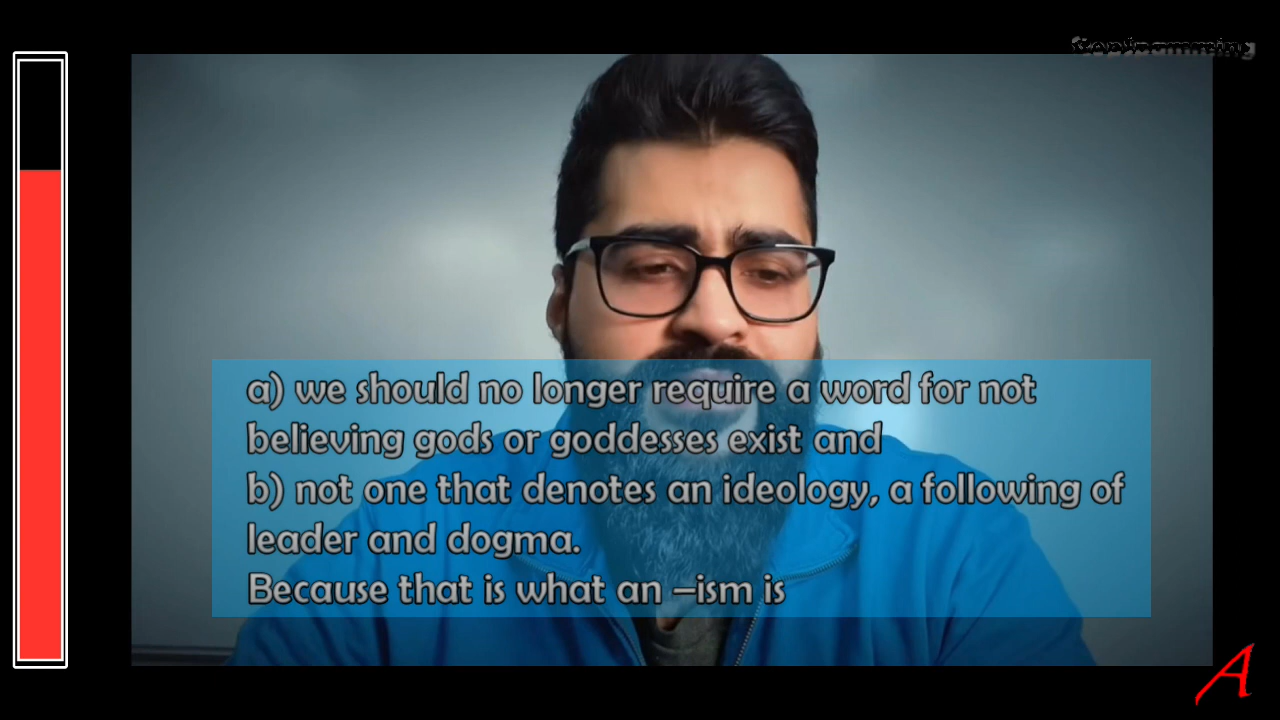 a) we should no longer require a word for not
believing gods or goddesses exist and
b) not one that denotes an ideology, a following of
leader and dogma.
Because that is what an –ism is
A